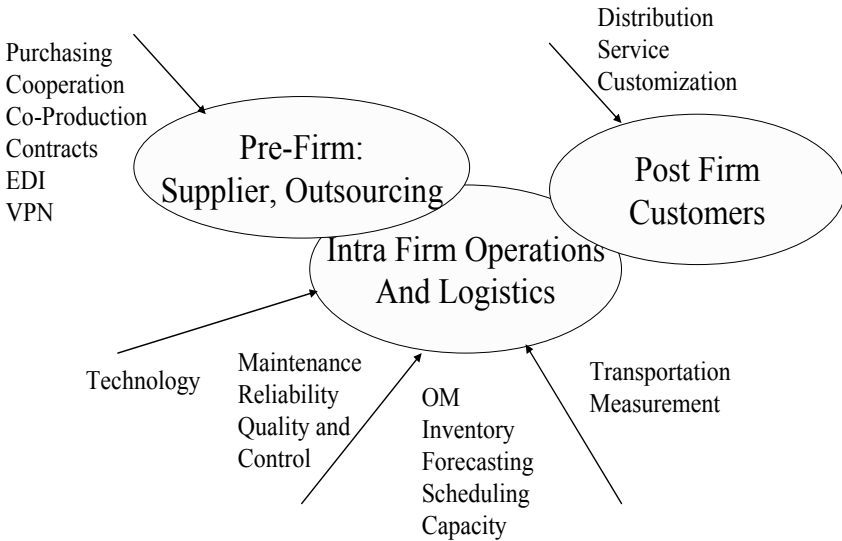 Distribution
Service
Customization
Purchasing
Cooperation
Co-Production
Contracts
EDI
VPN
Pre-Firm:
Supplier, Outsourcing
Post Firm
Customers
Intra Firm Operations
And Logistics
Technology
Maintenance
Reliability
Quality and
Control
OM
Inventory
Forecasting
Scheduling
Capacity
Transportation
Measurement